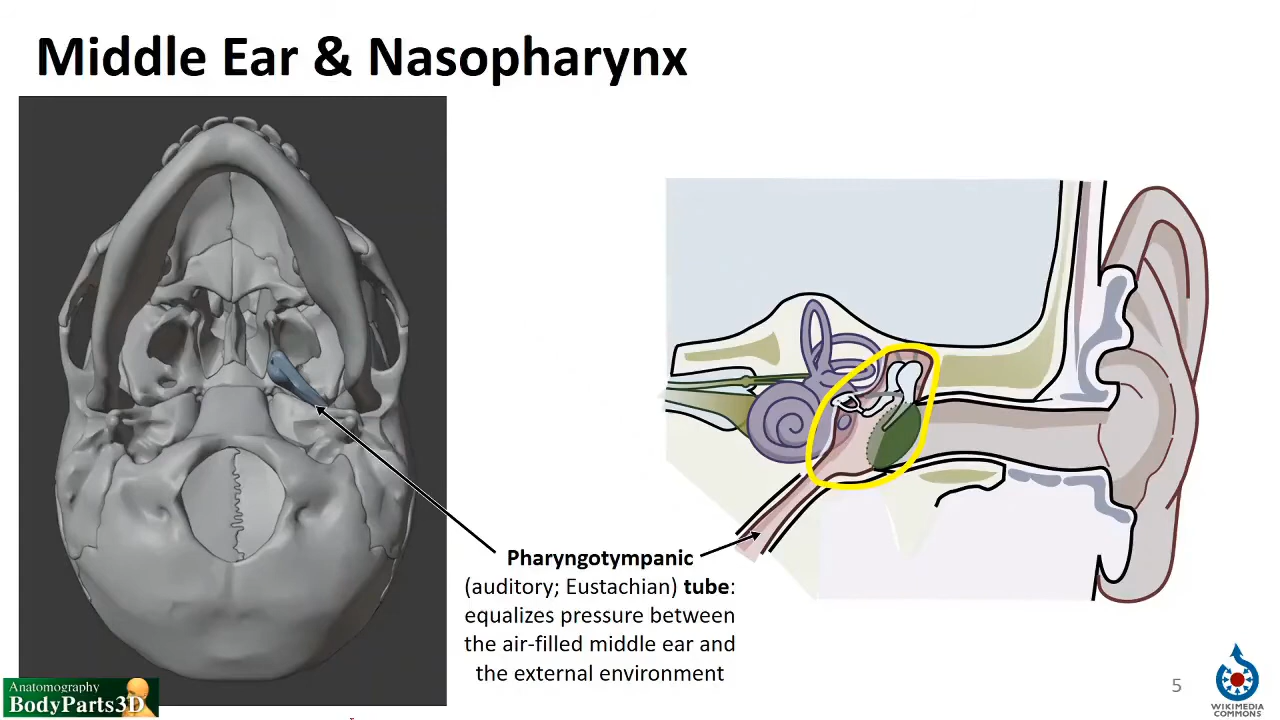 Middle Ear & Nasopharynx
Pharyngotympanic
(auditory; Eustachian) tube:
equalizes pressure between
the air-filled middle ear and
the external environment
Anatomography
BodyParts3D
5
WIKIMEDIA
COMMONS